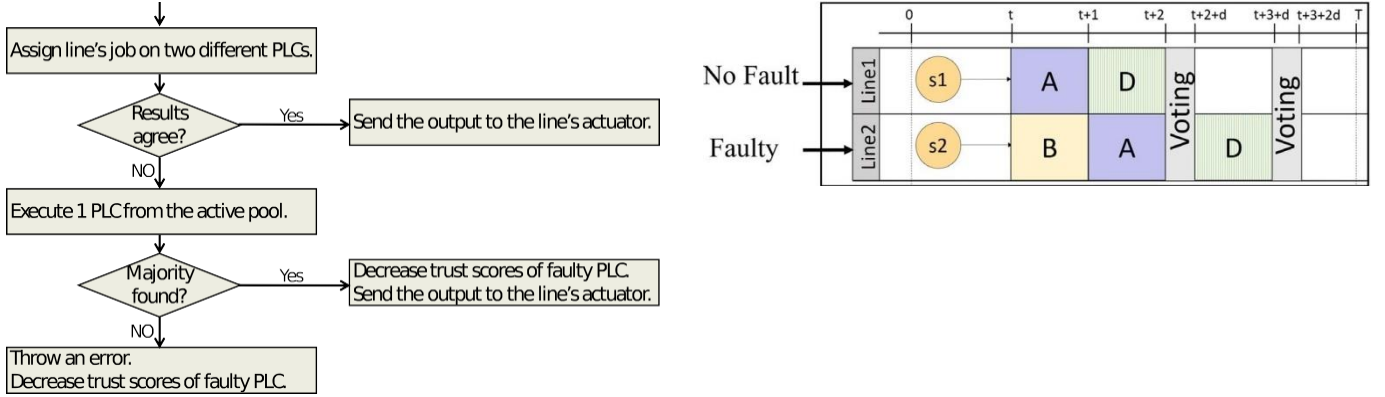 Assign line's job on two different PLCs.
Results
agree?
Yes
Send the output to the line's actuator.
NO
Execute 1 PLC from the active pool.
Majority
found?
Yes
Decrease trust scores of faulty PLC.
Send the output to the line's actuator.
NO
Throw an error.
Decrease trust scores of faulty PLC.
0 t t+1 t+2 t+2+d t+3+d t+3+2d T
No Fault
Line1
s1
A
D
Voting
Voting
Faulty
Line2
s2
B
A
D